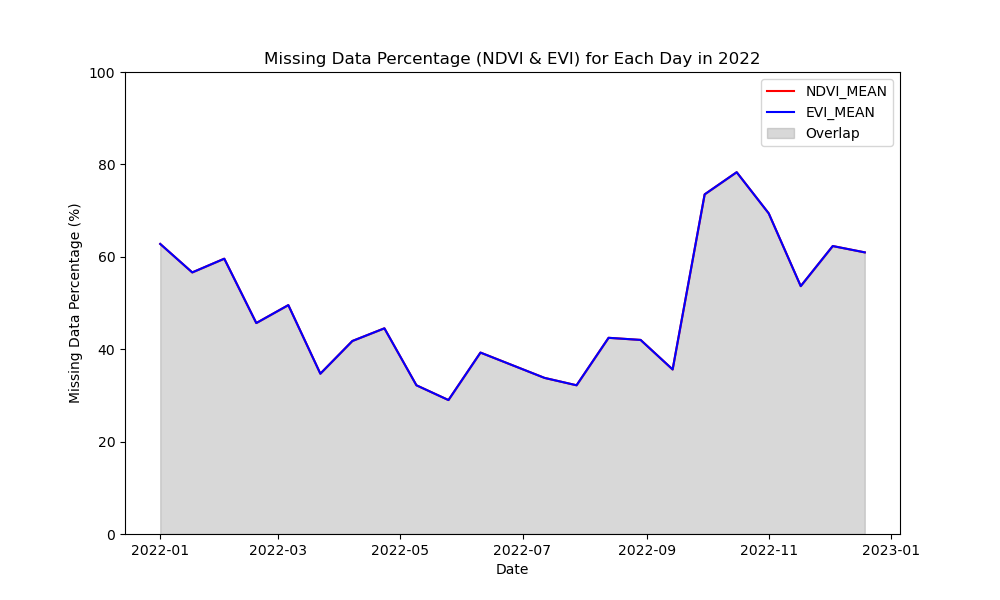 Missing Data Percentage (NDVI & EVI) for Each Day in 2022
100
80
60
40
20
0
Missing Data Percentage (%)
NDVI_MEAN
EVI_MEAN
Overlap
2022-01
2022-03
2022-05
2022-07
2022-09
2022-11
2023-01
Date